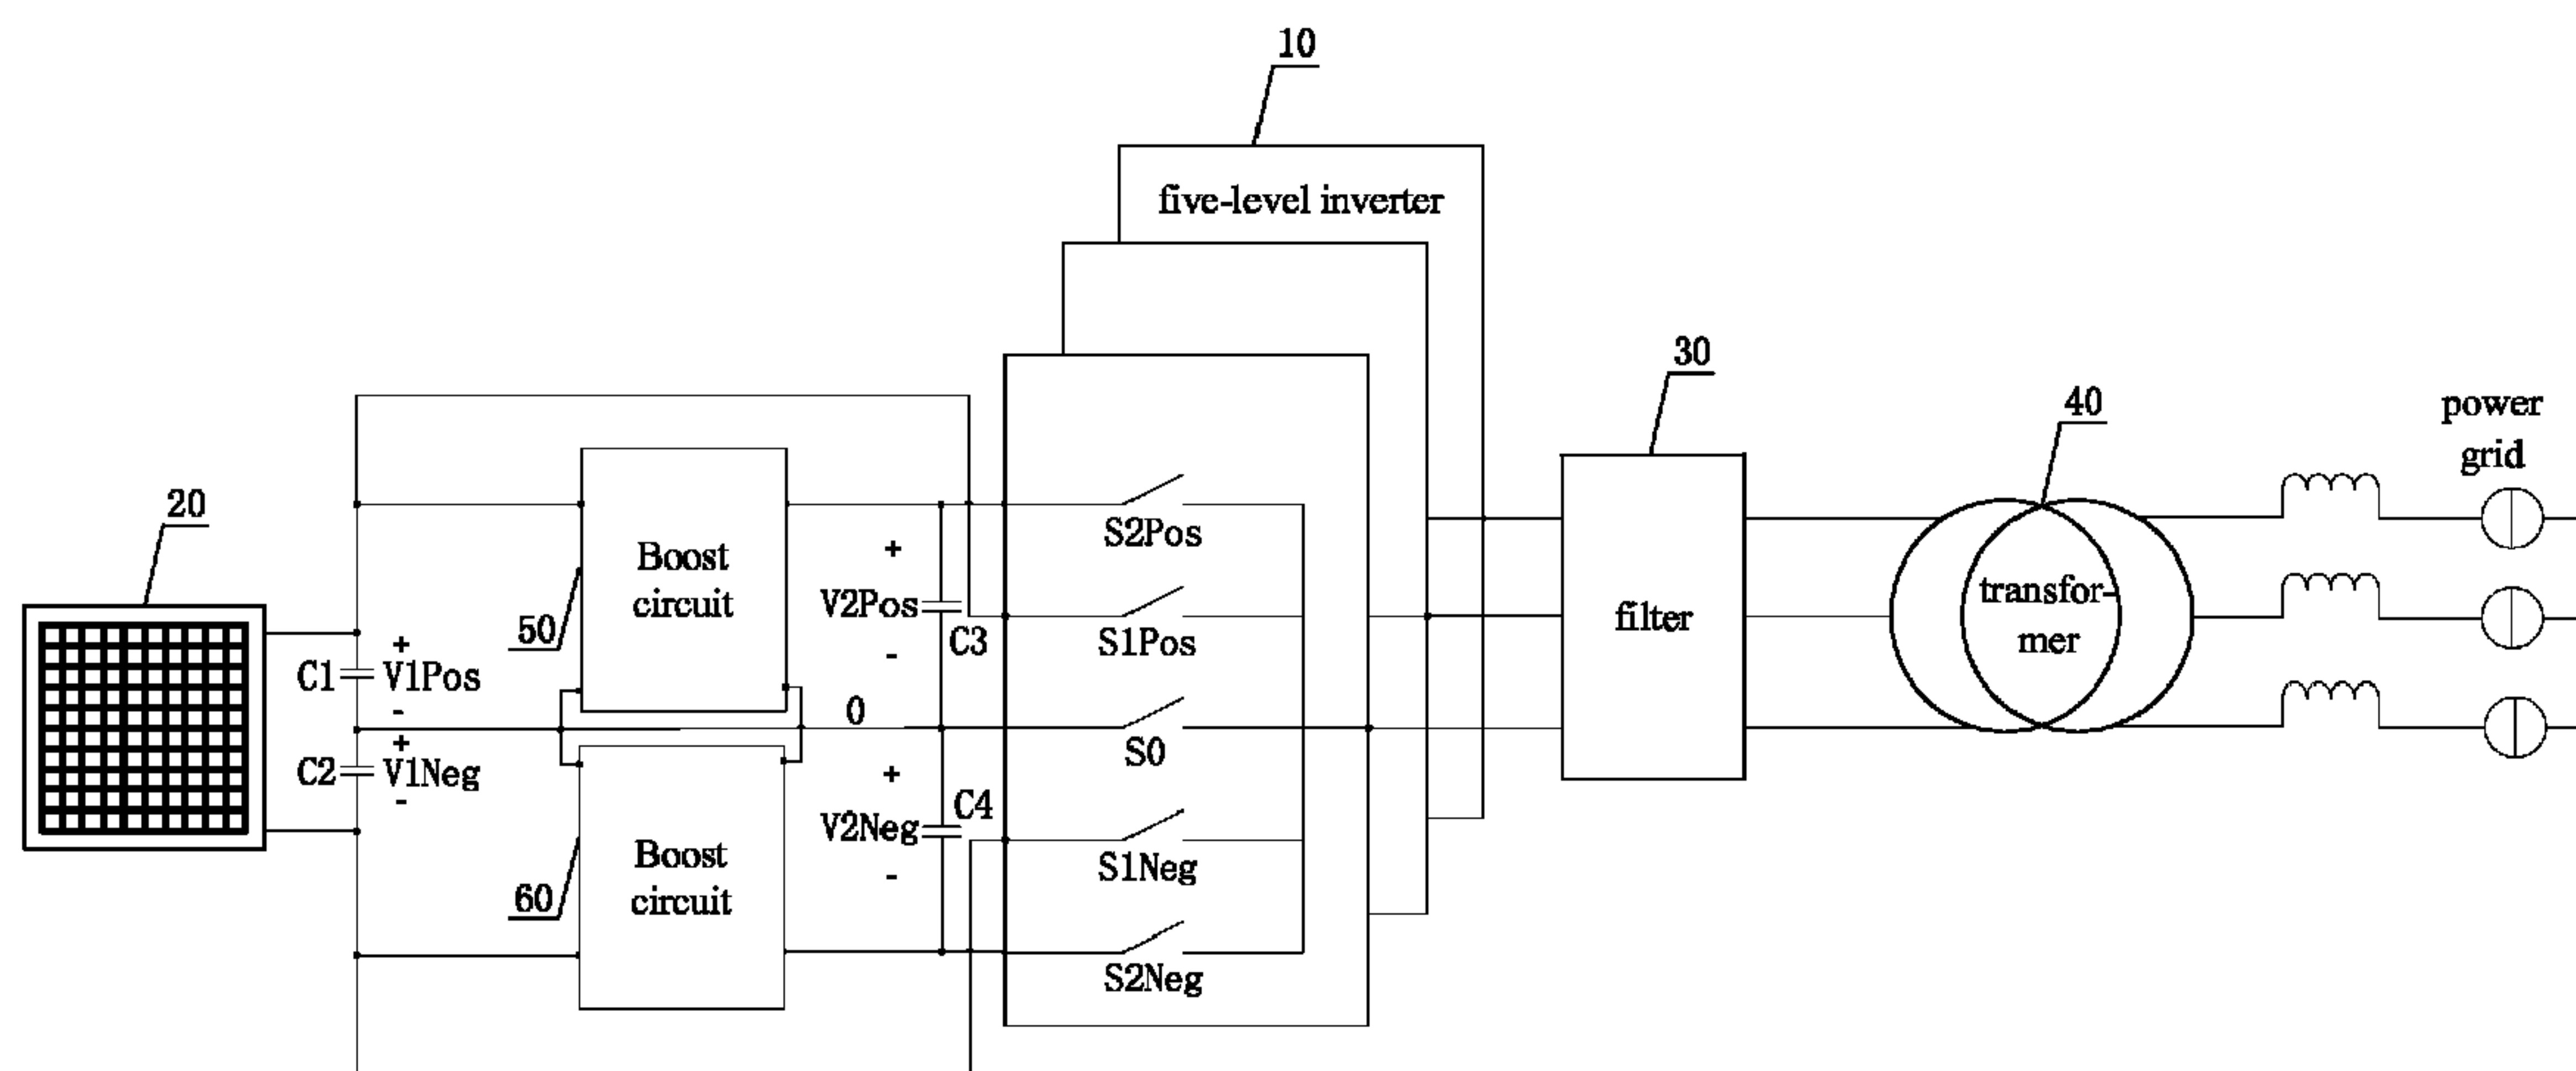 10
five-level inverter
30
40
power
grid
20
Boost
circuit
50
S2Pos
+
V2Pos
-
C3
S1Pos
filter
transfor-
mer
+
C1
V1Pos
-
0
S0
+
C2
V1Neg
-
+
V2Neg
-
C4
S1Neg
60
Boost
circuit
S2Neg